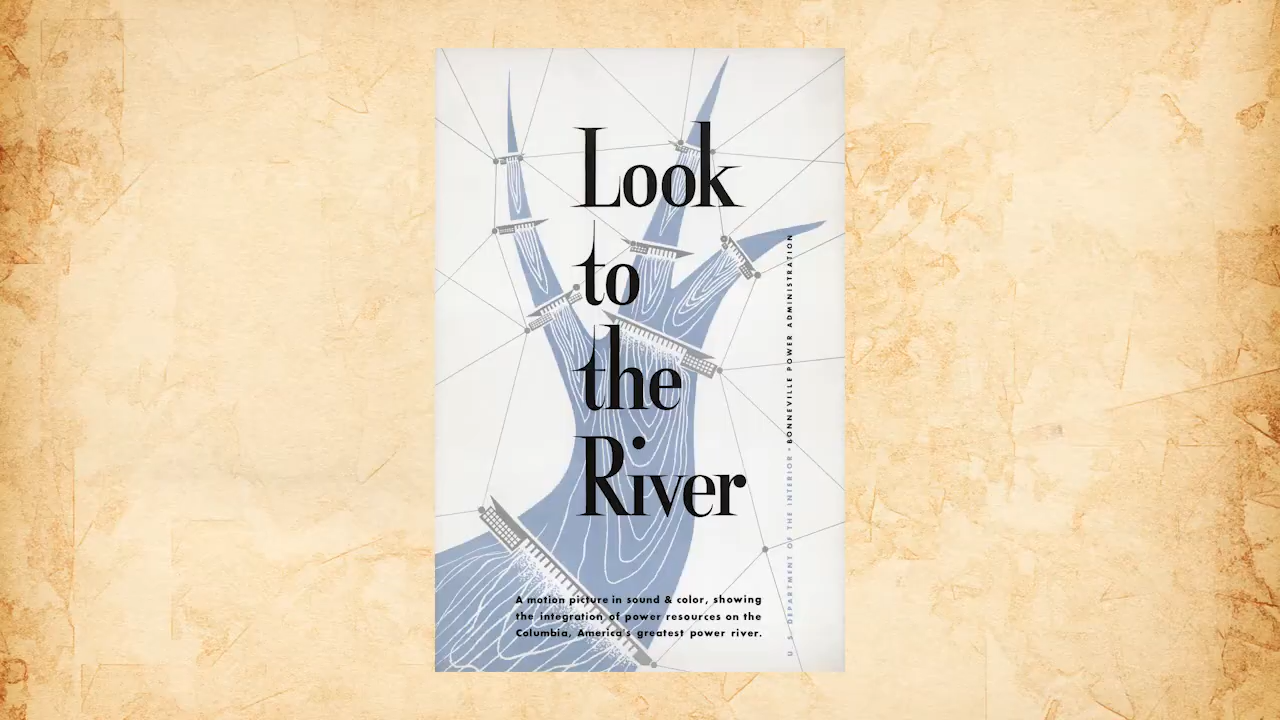 Look
to
the
River
A motion picture in sound & color, showing
the integration of power resources on the
Columbia, America's greatest power river.
U. S. DEPARTMENT OF THE INTERIOR • BONNEVILLE POWER ADMINISTRATION